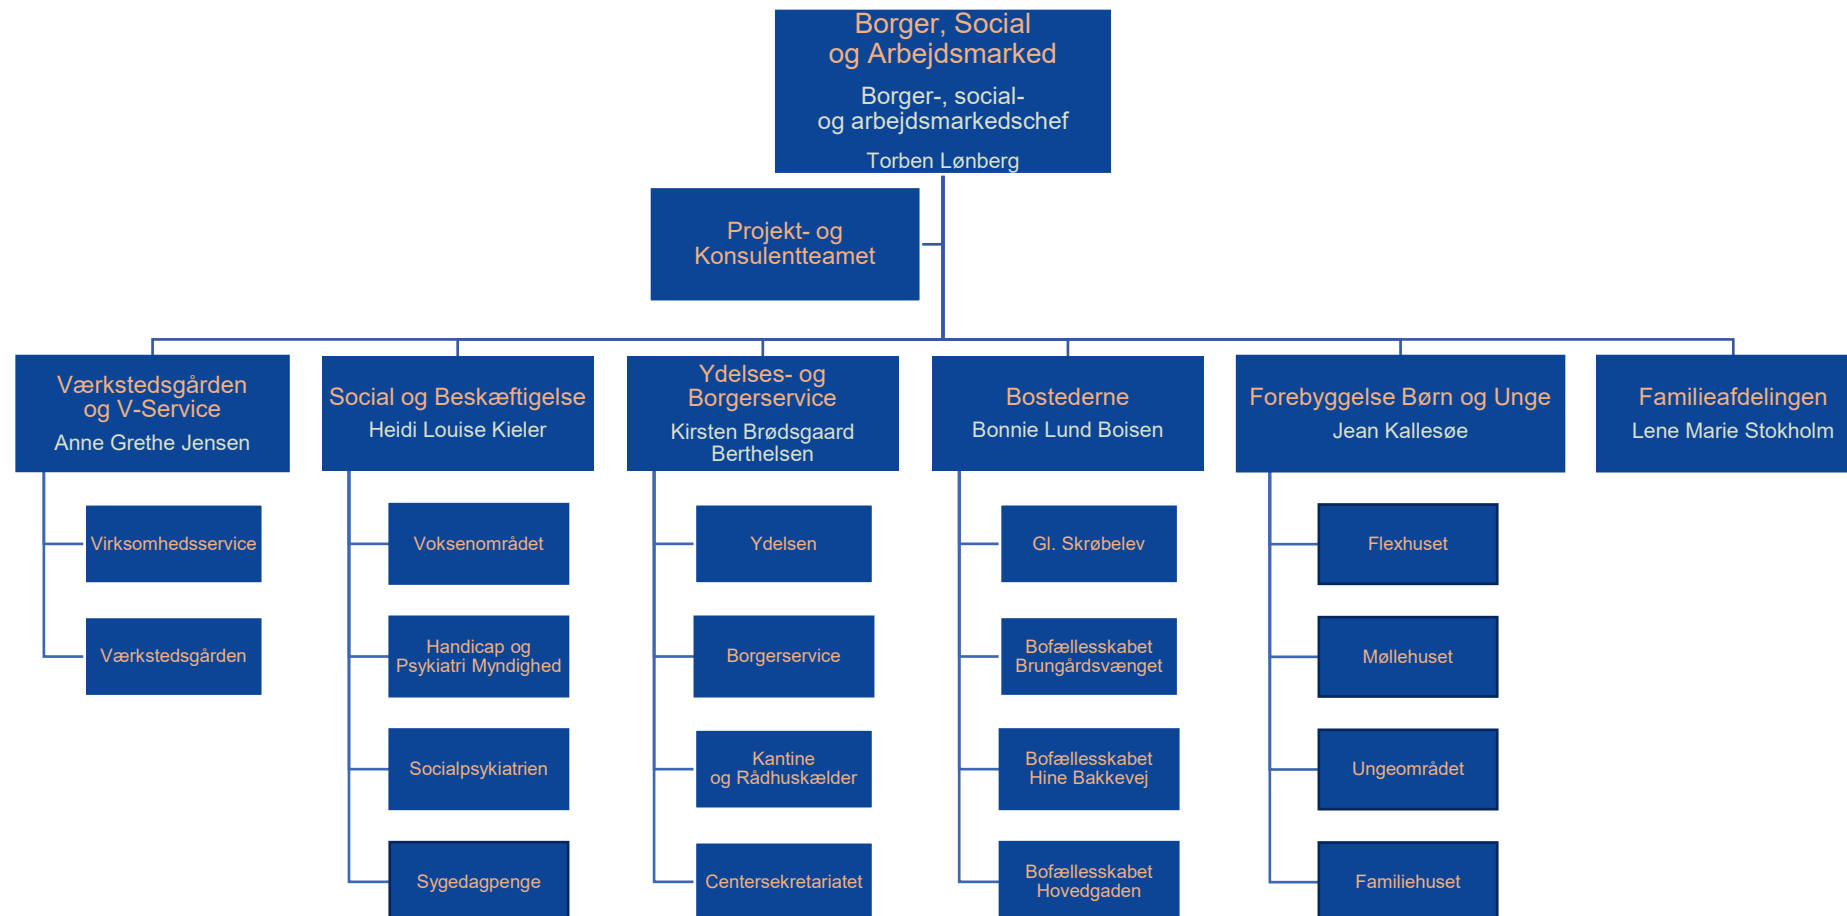 Borger, Social
og Arbejdsmarked
Borger-, social-
og arbejdsmarkedschef
Torben Lønberg
Projekt- og
Konsulentteamet
Værkstedsgården
og V-Service
Anne Grethe Jensen
Virksomhedsservice
Værkstedsgården
Social og Beskæftigelse
Heidi Louise Kieler
Voksenområdet
Handicap og
Psykiatri Myndighed
Socialpsykiatrien
Sygedagpenge
Ydelses- og
Borgerservice
Kirsten Brødsgaard
Berthelsen
Ydelsen
Borgerservice
Kantine
og Rådhuskælder
Centersekretariatet
Bostederne
Bonnie Lund Boisen
Gl. Skrøbelev
Bofællesskabet
Brungårdsvænget
Bofællesskabet
Hine Bakkevej
Bofællesskabet
Hovedgaden
Forebyggelse Børn og Unge
Jean Kallesøe
Flexhuset
Møllehuset
Ungeområdet
Familiehuset
Familieafdelingen
Lene Marie Stokholm